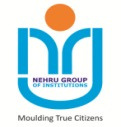 NEHRU GROUP
OF INSTITUTIONS
Moulding True Citizens